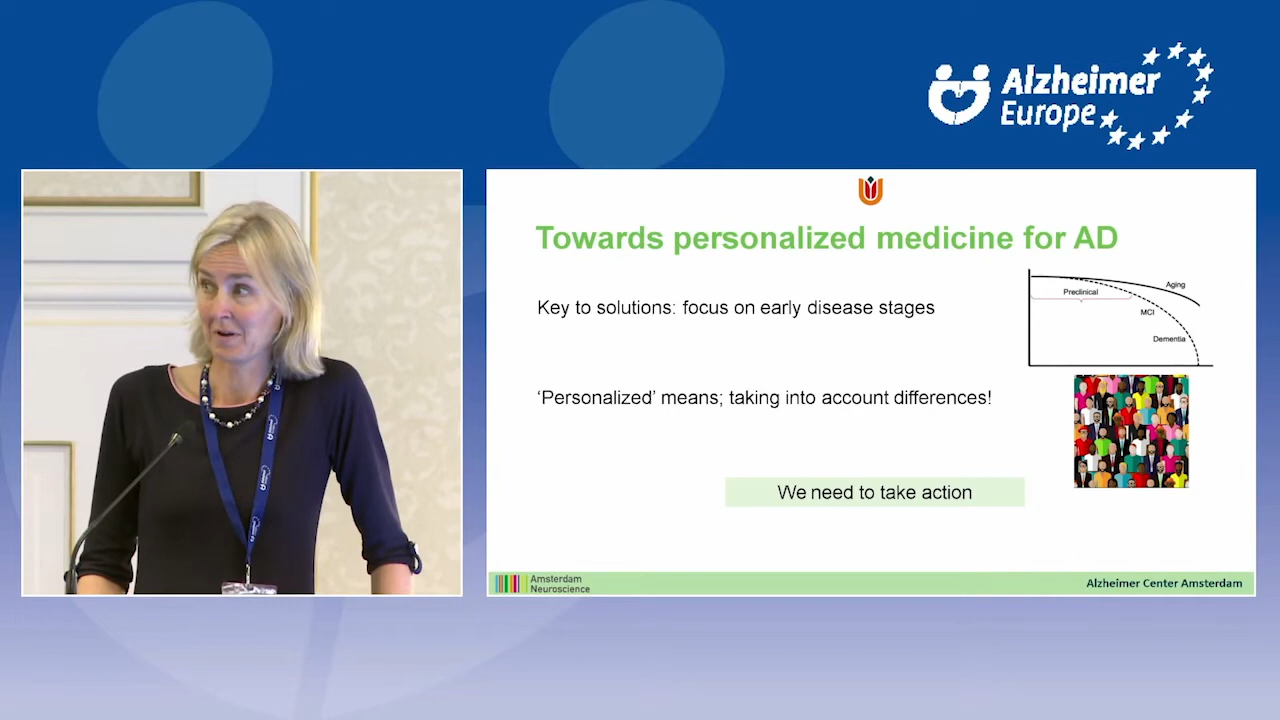 Alzheimer
Europe
Towards personalized medicine for AD
Key to solutions: focus on early disease stages
Aging
Preclinical
MCI
Dementia
‘Personalized’ means; taking into account differences!
We need to take action
Amsterdam
Neuroscience
Alzheimer Center Amsterdam